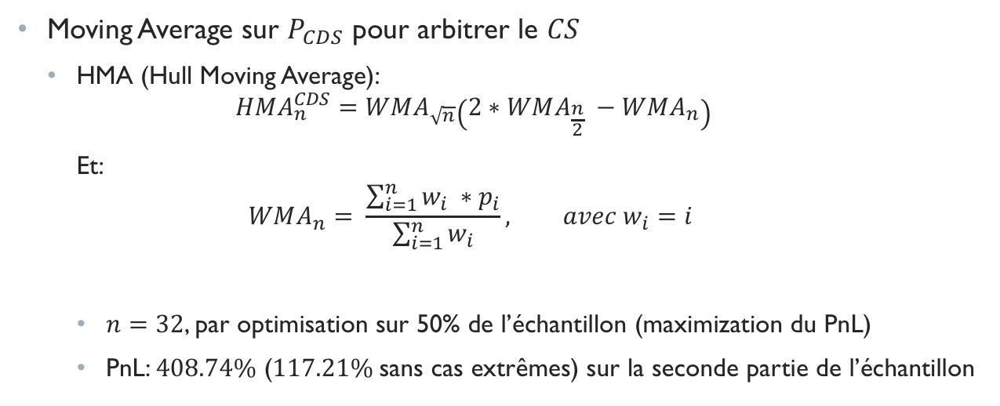 • Moving Average sur $P_{CDS}$ pour arbitrer le $CS$
• HMA (Hull Moving Average):
$HMA_n^{CDS} = WMA_{\sqrt{n}}(2 * WMA_{\frac{n}{2}} - WMA_n)$
Et:
$WMA_n = \frac{\sum_{i=1}^{n} w_i * p_i}{\sum_{i=1}^{n} w_i}, \quad avec\ w_i = i$
• $n = 32$, par optimisation sur 50% de l’échantillon (maximization du PnL)
• PnL: 408.74% (117.21% sans cas extrêmes) sur la seconde partie de l’échantillon